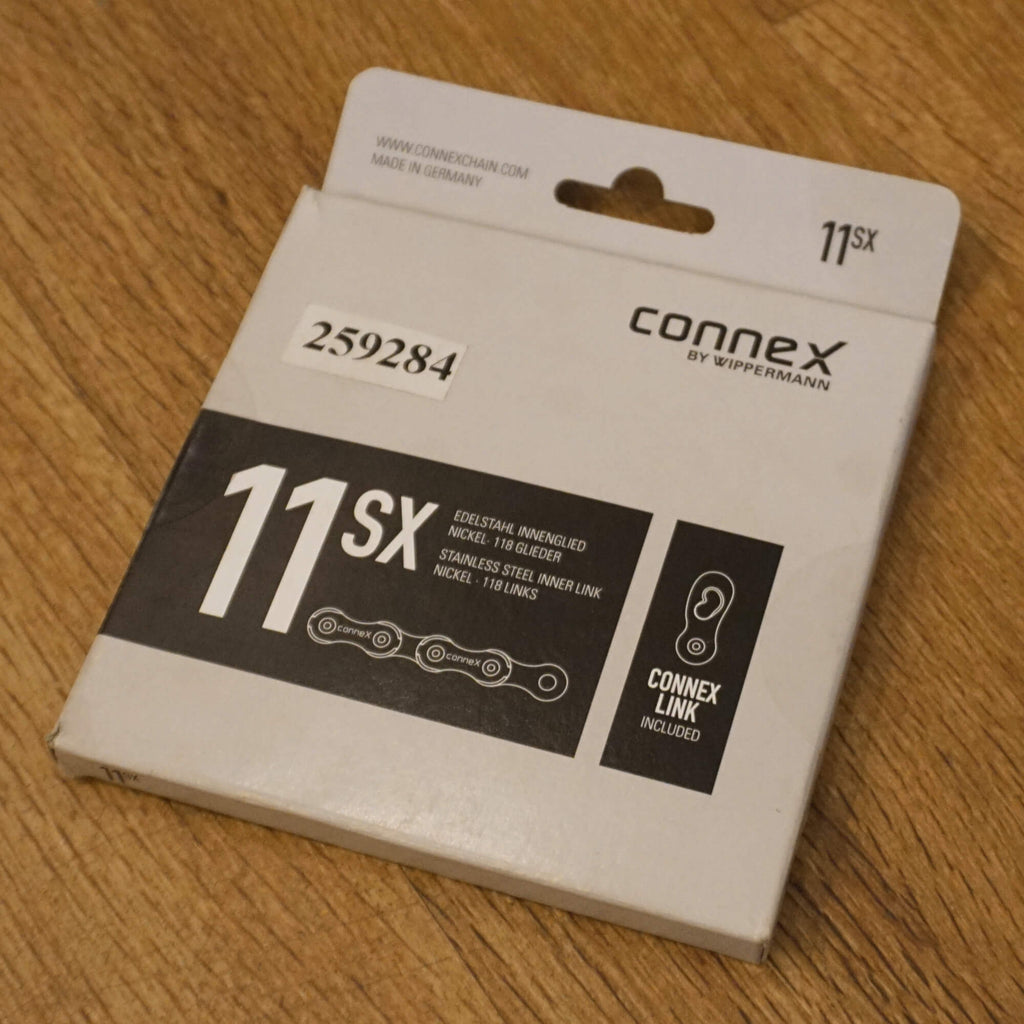 WWW.CONNEXCHAIN.COM
MADE IN GERMANY
11SX
259284
conneX
BY WIPPERMANN
11SX
EDELSTAHL INNENGLIED
NICKEL · 118 GLIEDER
STAINLESS STEEL INNER LINK
NICKEL · 118 LINKS
conneX
conneX
CONNEX
LINK
INCLUDED
11SX